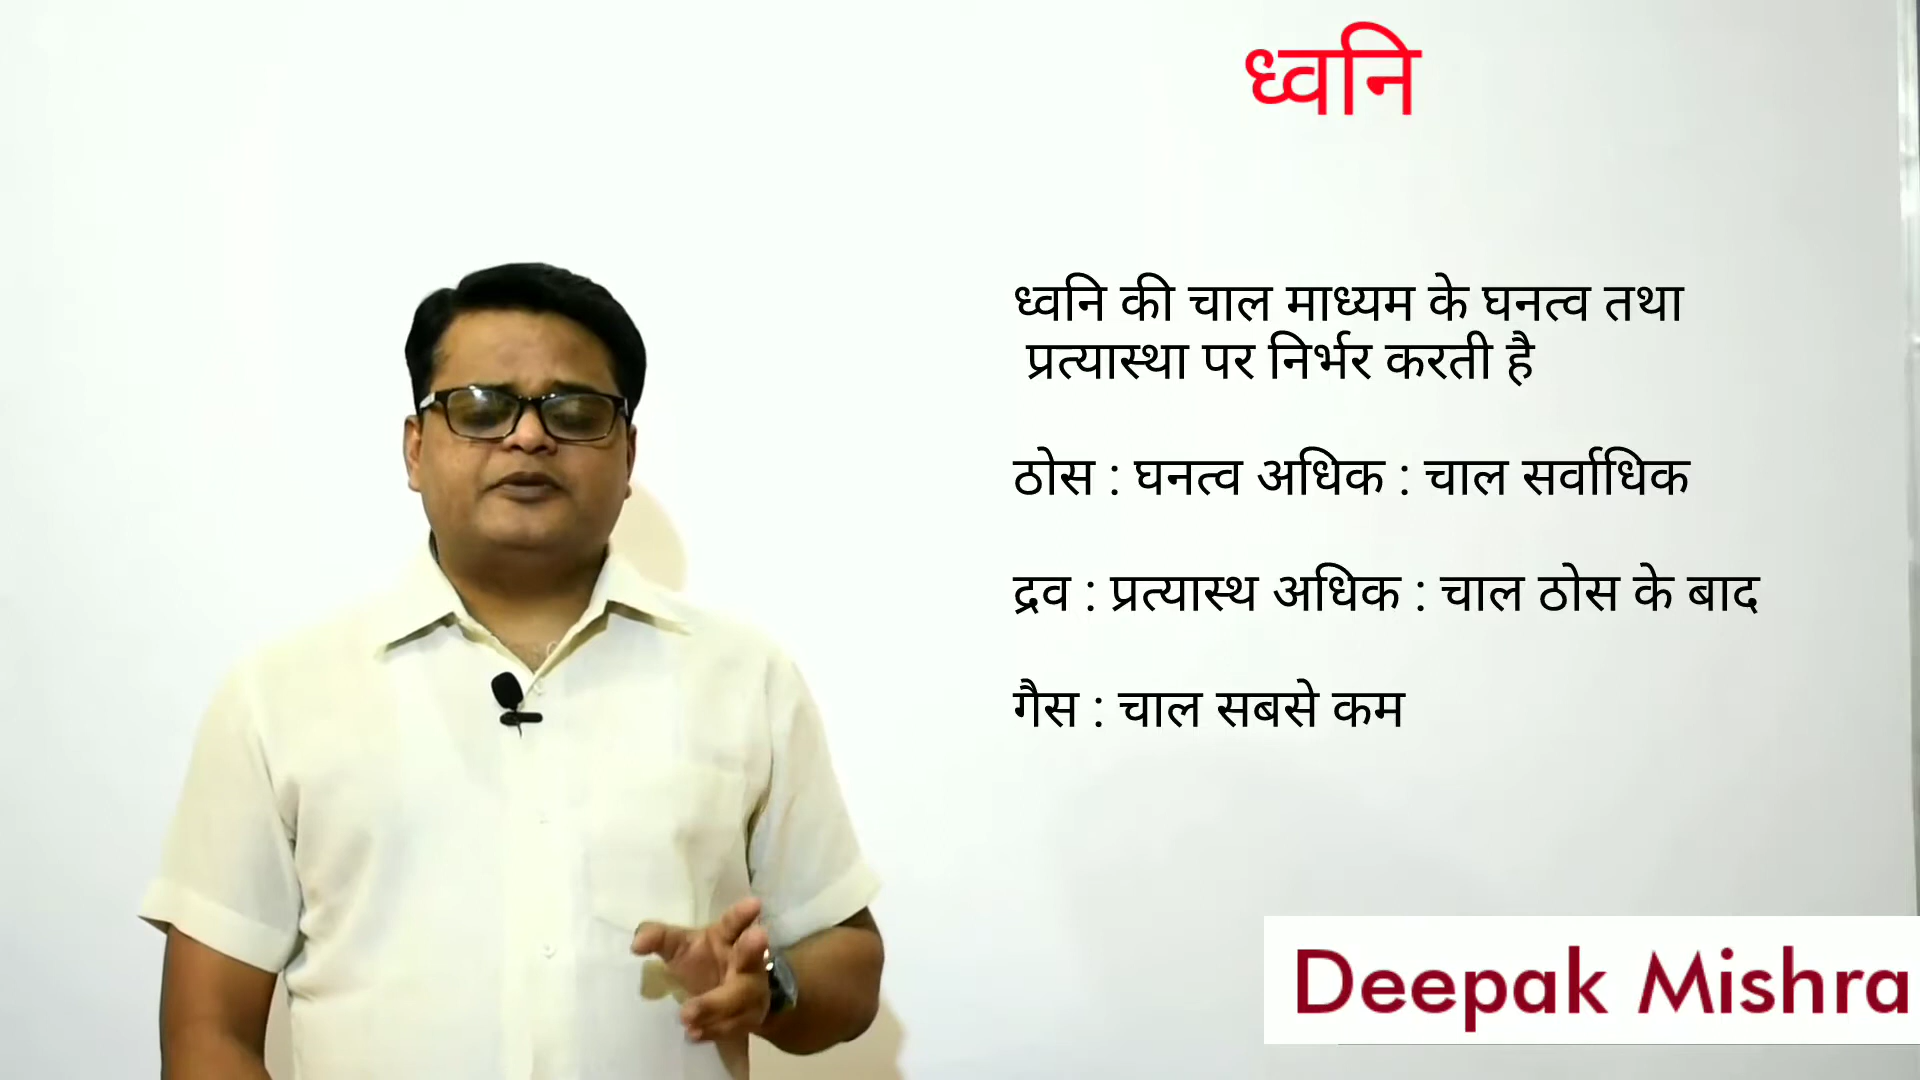 ध्वनि
ध्वनि की चाल माध्यम के घनत्व तथा
प्रत्यास्था पर निर्भर करती है
ठोस : घनत्व अधिक : चाल सर्वाधिक
द्रव : प्रत्यास्थ अधिक : चाल ठोस के बाद
गैस : चाल सबसे कम
Deepak Mishra